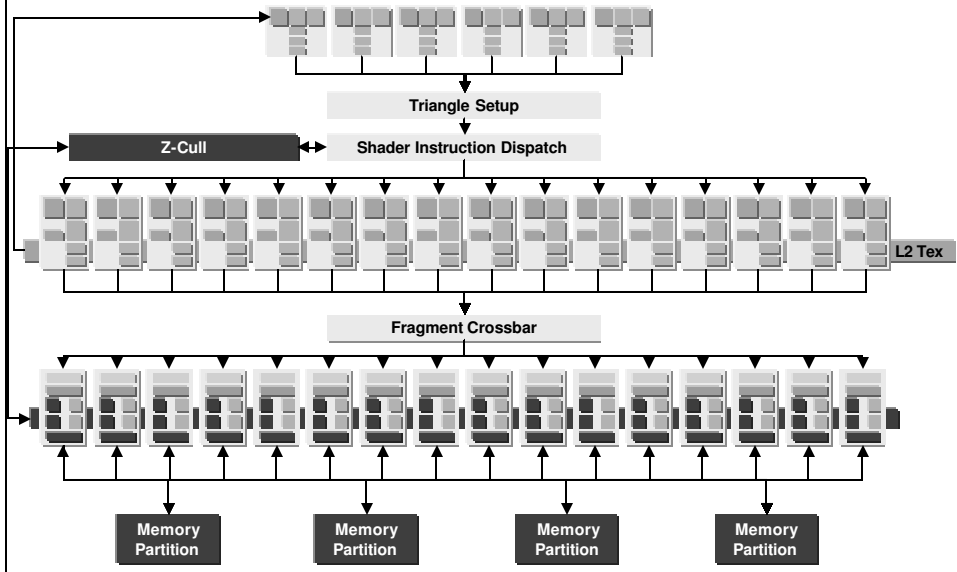 Triangle Setup
Z-Cull
Shader Instruction Dispatch
L2 Tex
Fragment Crossbar
Memory
Partition
Memory
Partition
Memory
Partition
Memory
Partition